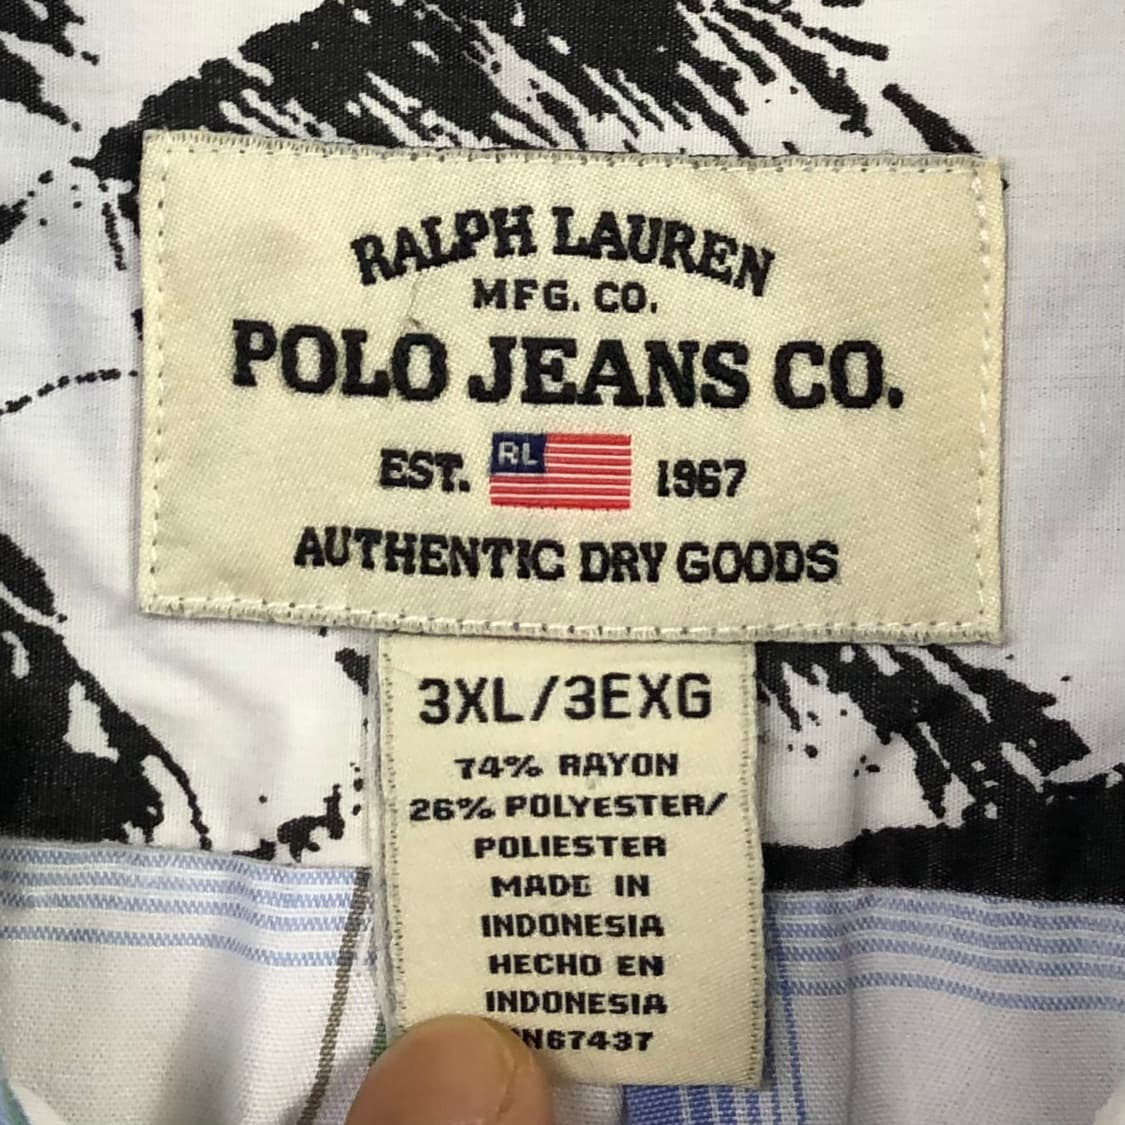 RALPH LAUREN
MFG. CO.
POLO JEANS CO.
EST. RL 1967
AUTHENTIC DRY GOODS
3XL/3EXG
74% RAYON
26% POLYESTER/
POLIESTER
MADE IN
INDONESIA
HECHO EN
INDONESIA
N67437